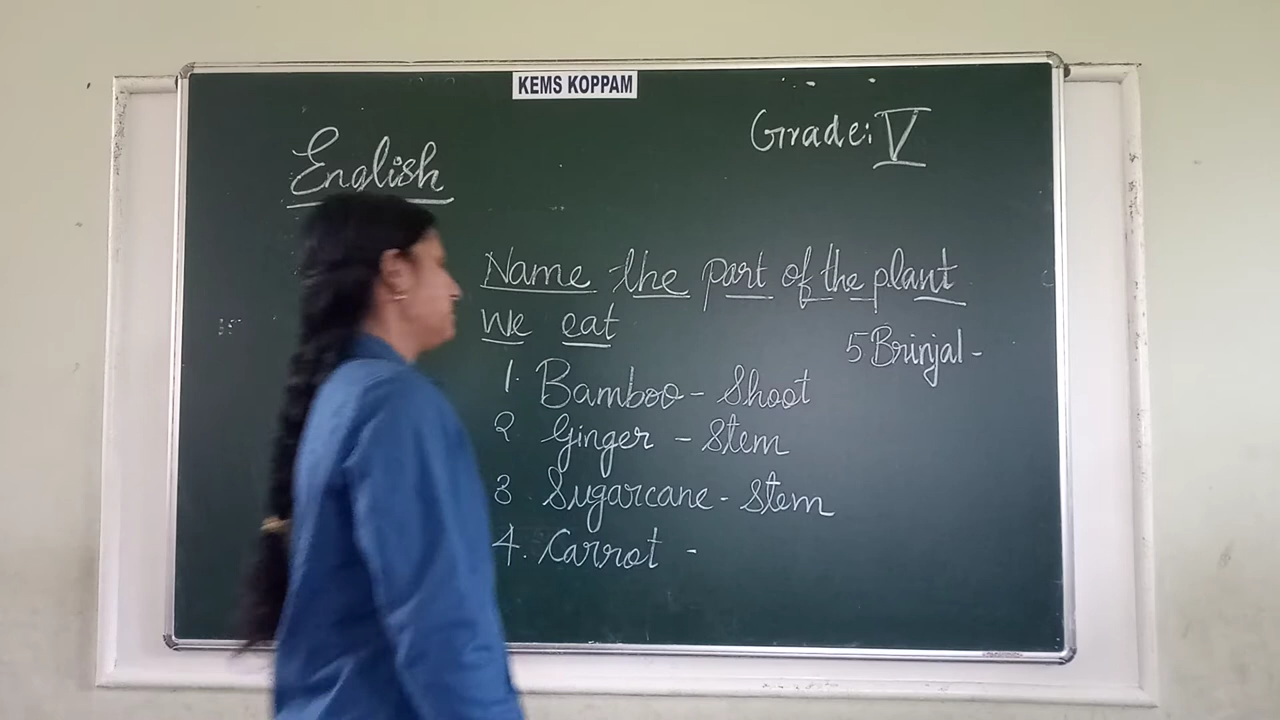 KEMS KOPPAM
English
Grade: V
Name the part of the plant
we eat
1. Bamboo - Shoot
2 Ginger - Stem
3 Sugarcane - Stem
4. Carrot -
5 Brinjal -